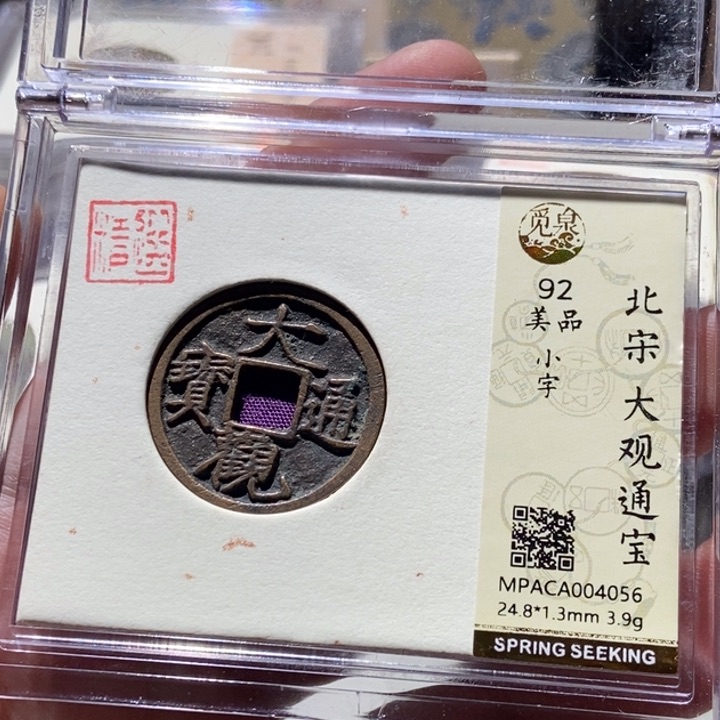 大觀通寶
觅泉
92
美品
小字
北宋大观通宝
MPACA004056
24.8*1.3mm 3.9g
SPRING SEEKING